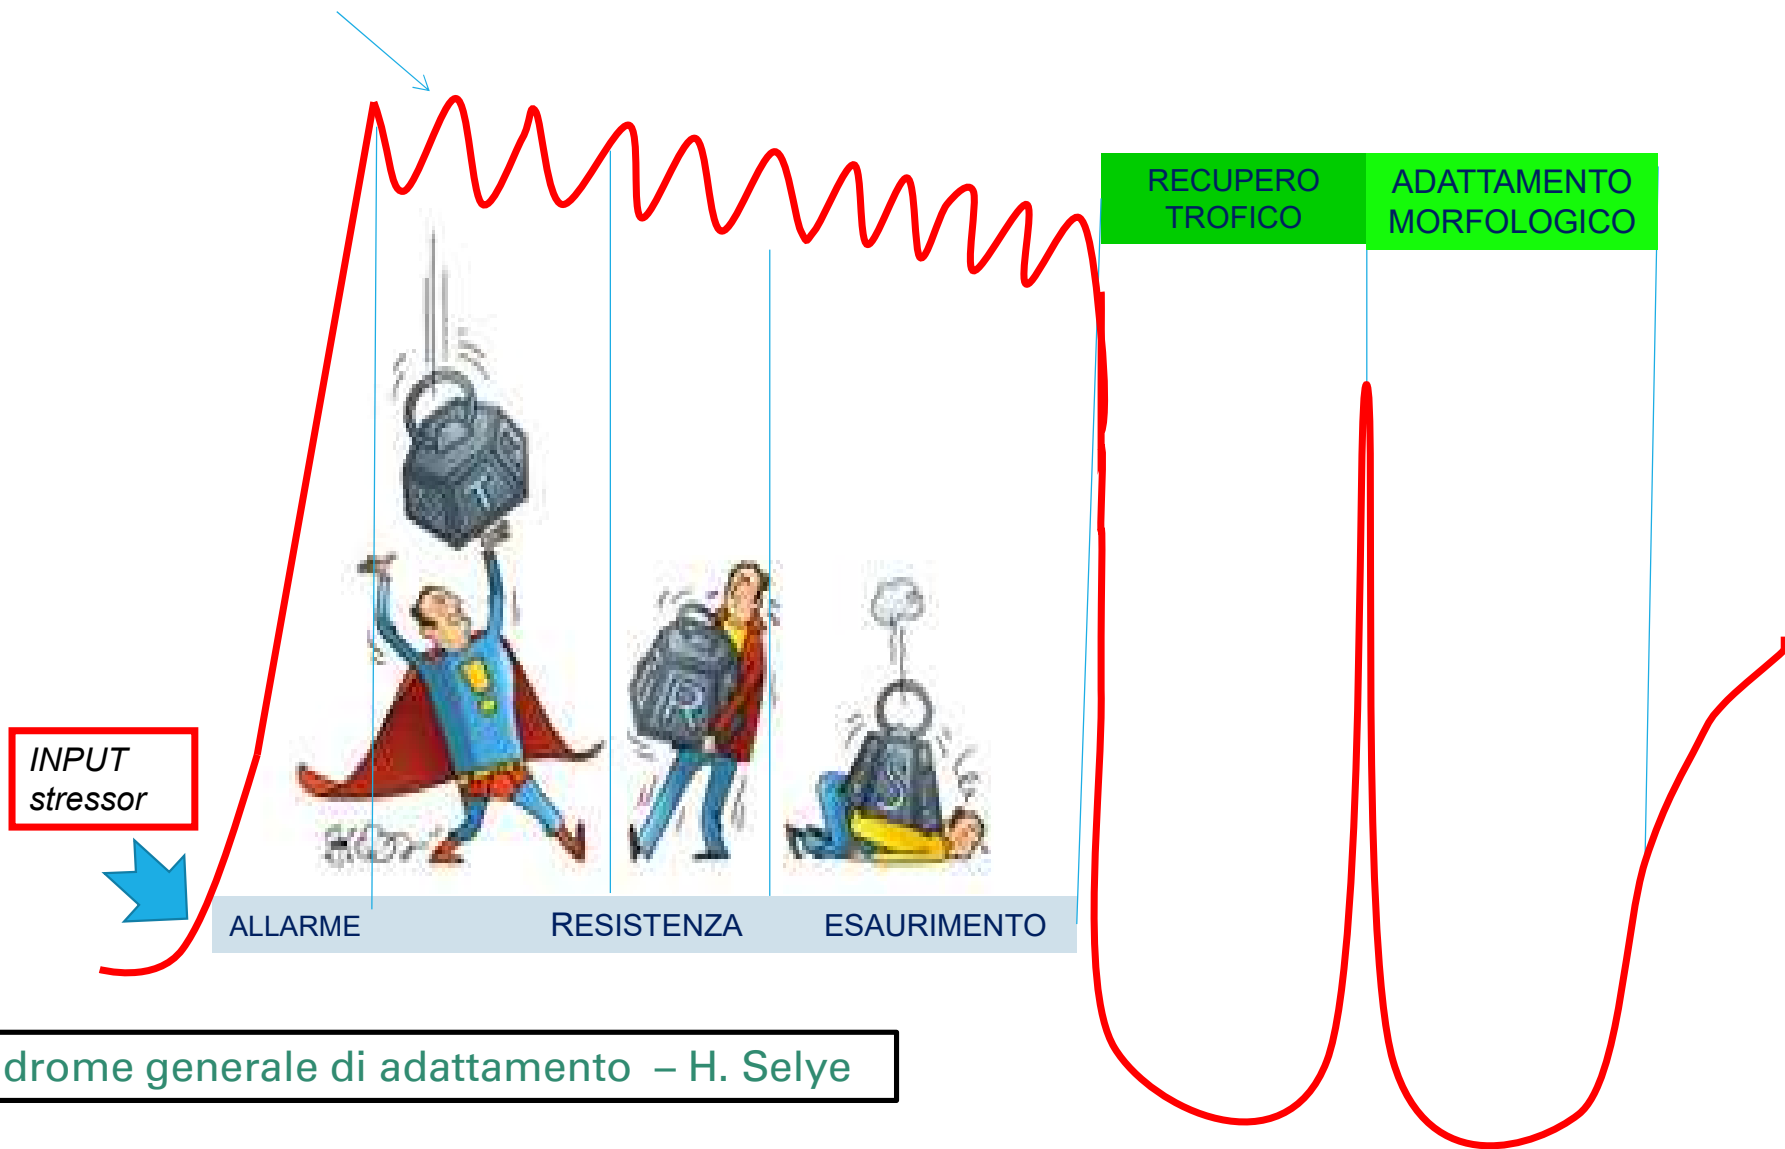 RECUPERO
TROFICO
ADATTAMENTO
MORFOLOGICO
T
INPUT
stressor
R
S
ALLARME
RESISTENZA
ESAURIMENTO
drome generale di adattamento – H. Selye